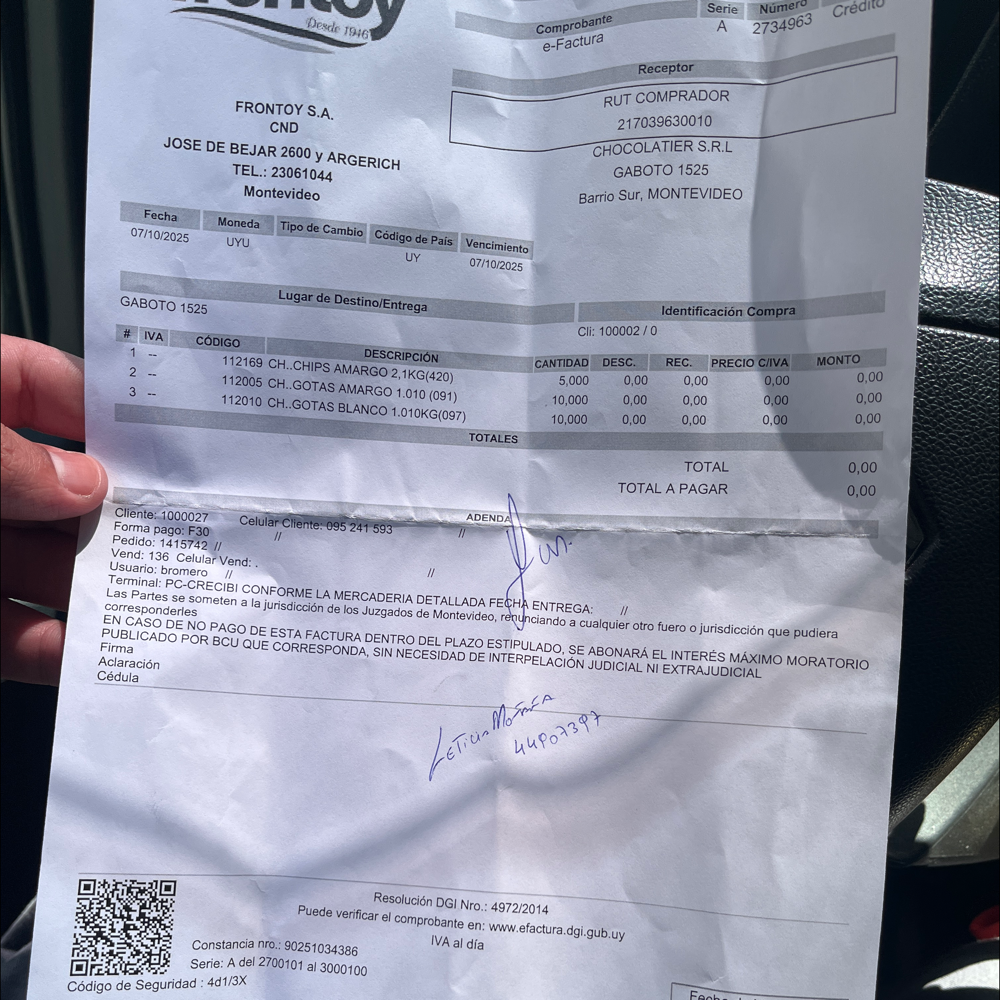 Frontoy
Desde 1946
Comprobante Serie Número
e-Factura A 2734963 Crédito
Receptor
RUT COMPRADOR
217039630010
CHOCOLATIER S.R.L
GABOTO 1525
Barrio Sur, MONTEVIDEO
FRONTOY S.A.
CND
JOSE DE BEJAR 2600 y ARGERICH
TEL.: 23061044
Montevideo
Fecha Moneda Tipo de Cambio Código de País Vencimiento
07/10/2025 UYU UY 07/10/2025
Lugar de Destino/Entrega Identificación Compra
GABOTO 1525 Cli: 100002 / 0
# IVA CÓDIGO DESCRIPCIÓN CANTIDAD DESC. REC. PRECIO C/IVA MONTO
1 -- 112169 CH..CHIPS AMARGO 2,1KG(420) 5,000 0,00 0,00 0,00 0,00
2 -- 112005 CH..GOTAS AMARGO 1.010 (091) 10,000 0,00 0,00 0,00 0,00
3 -- 112010 CH..GOTAS BLANCO 1.010KG(097) 10,000 0,00 0,00 0,00 0,00
TOTALES
TOTAL 0,00
TOTAL A PAGAR 0,00
ADENDA
Cliente: 1000027 Celular Cliente: 095 241 593 //
Forma pago: F30 //
Pedido: 1415742 //
Vend: 136 Celular Vend: .
Usuario: bromero // //
Terminal: PC-CRECIBI CONFORME LA MERCADERIA DETALLADA FECHA ENTREGA: //
Las Partes se someten a la jurisdicción de los Juzgados de Montevideo, renunciando a cualquier otro fuero o jurisdicción que pudiera
corresponderles
EN CASO DE NO PAGO DE ESTA FACTURA DENTRO DEL PLAZO ESTIPULADO, SE ABONARÁ EL INTERÉS MÁXIMO MORATORIO
PUBLICADO POR BCU QUE CORRESPONDA, SIN NECESIDAD DE INTERPELACIÓN JUDICIAL NI EXTRAJUDICIAL
Firma
Aclaración
Cédula
LETICIA
44907397
Resolución DGI Nro.: 4972/2014
Puede verificar el comprobante en: www.efactura.dgi.gub.uy
IVA al día
Constancia nro.: 90251034386
Serie: A del 2700101 al 3000100
Código de Seguridad : 4d1/3X